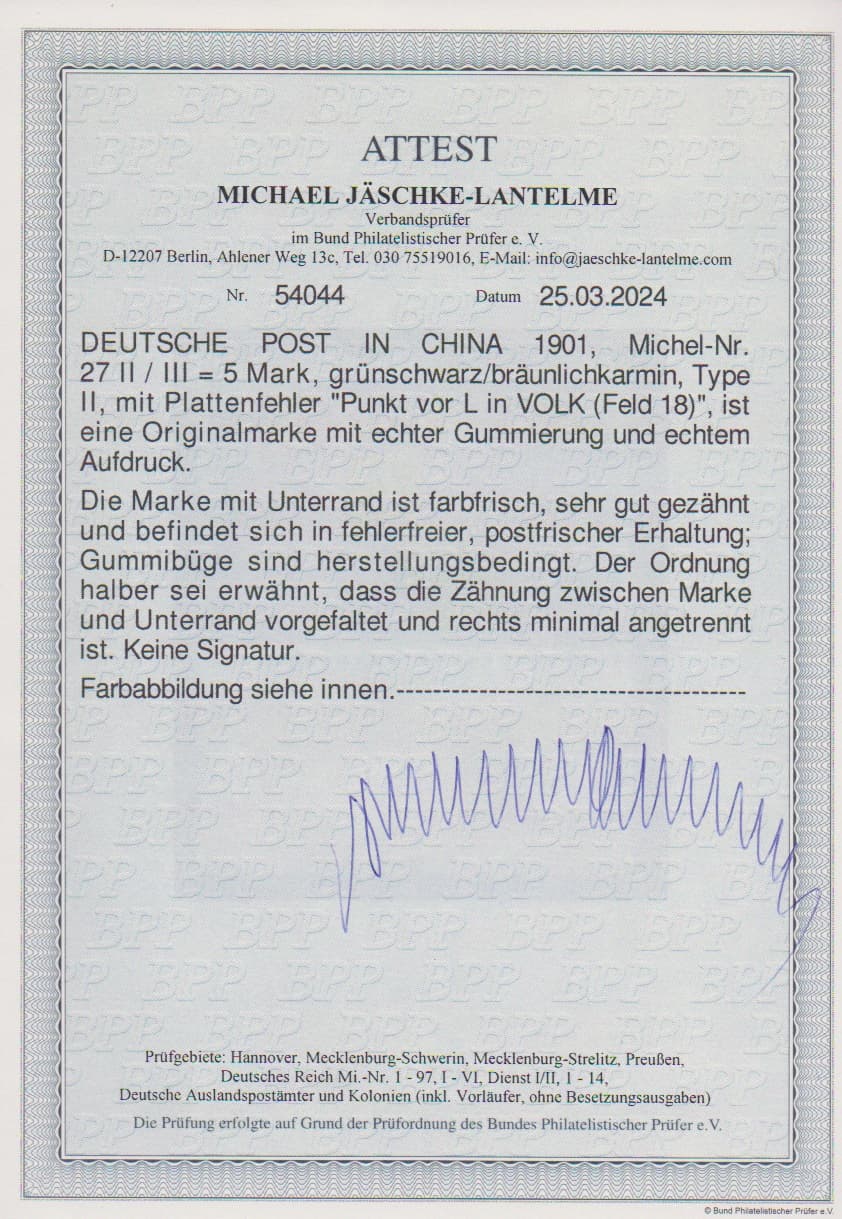 ATTEST
MICHAEL JÄSCHKE-LANTELME
Verbandsprüfer
im Bund Philatelistischer Prüfer e. V.
D-12207 Berlin, Ahlener Weg 13c, Tel. 030 75519016, E-Mail: info@jaeschke-lantelme.com
Nr. 54044 Datum 25.03.2024
DEUTSCHE POST IN CHINA 1901, Michel-Nr.
27 II / III = 5 Mark, grünschwarz/bräunlichkarmin, Type
II, mit Plattenfehler "Punkt vor L in VOLK (Feld 18)", ist
eine Originalmarke mit echter Gummierung und echtem
Aufdruck.
Die Marke mit Unterrand ist farbfrisch, sehr gut gezähnt
und befindet sich in fehlerfreier, postfrischer Erhaltung;
Gummibüge sind herstellungsbedingt. Der Ordnung
halber sei erwähnt, dass die Zähnung zwischen Marke
und Unterrand vorgefaltet und rechts minimal angetrennt
ist. Keine Signatur.
Farbabbildung siehe innen.---------------------------------------
Prüfgebiete: Hannover, Mecklenburg-Schwerin, Mecklenburg-Strelitz, Preußen,
Deutsches Reich Mi.-Nr. 1 - 97, I - VI, Dienst I/II, 1 - 14,
Deutsche Auslandspostämter und Kolonien (inkl. Vorläufer, ohne Besetzungsausgaben)
Die Prüfung erfolgte auf Grund der Prüfordnung des Bundes Philatelistischer Prüfer e.V.
© Bund Philatelistischer Prüfer e.V.